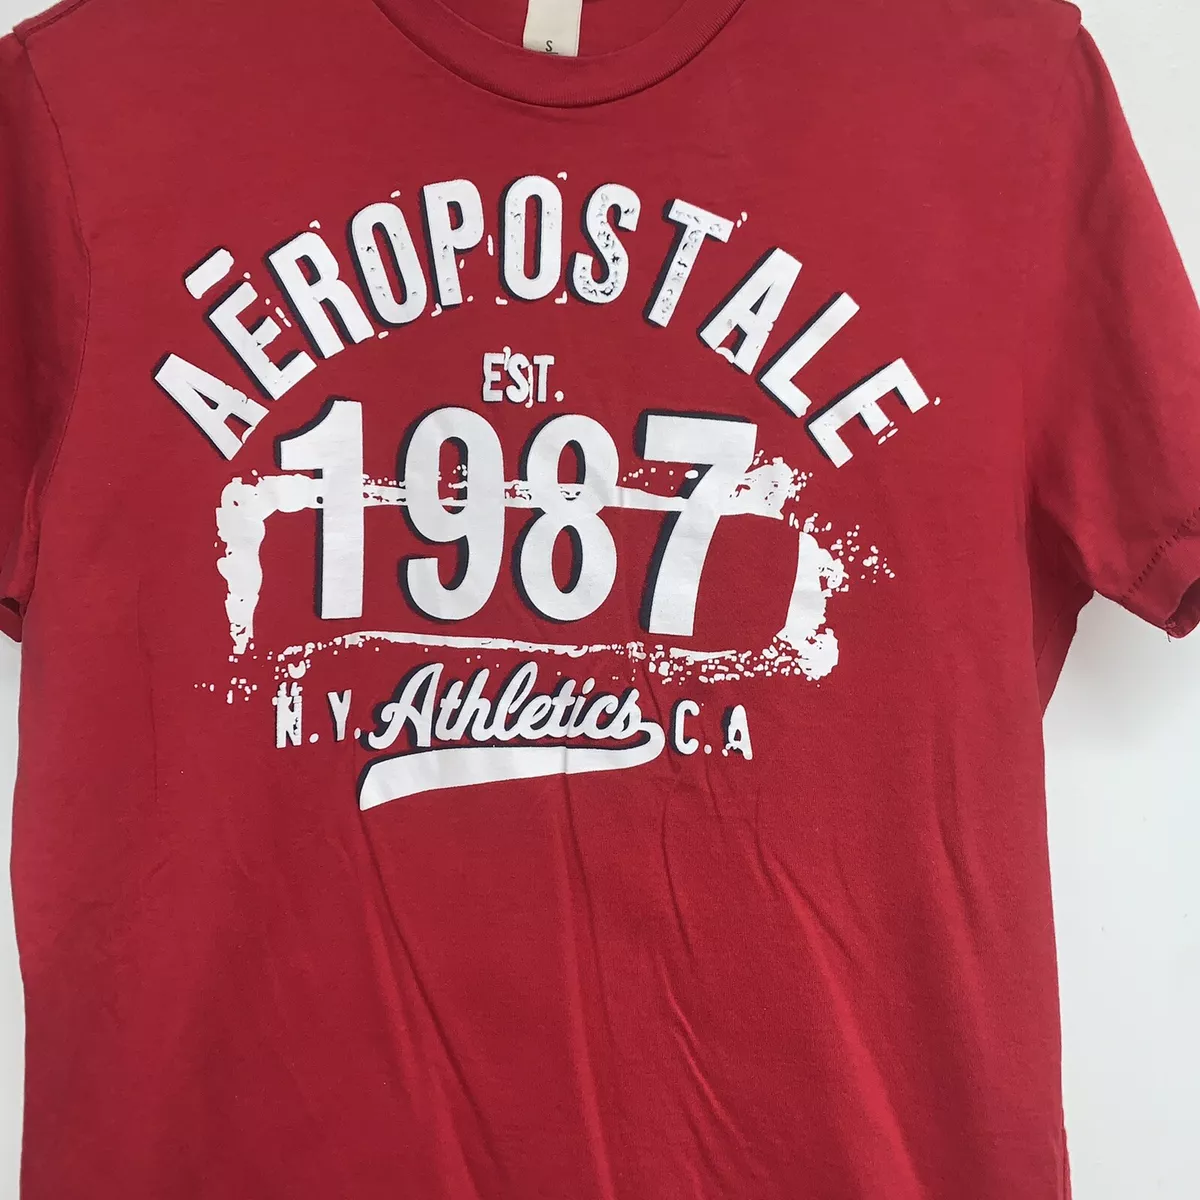 S
AÉROPOSTALE
EST.
1987
N.Y. Athletics C.A